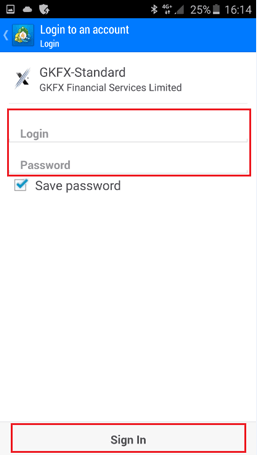 4G 25% 16:14
Login to an account
Login
GKFX-Standard
GKFX Financial Services Limited
Login
Password
Save password
Sign In